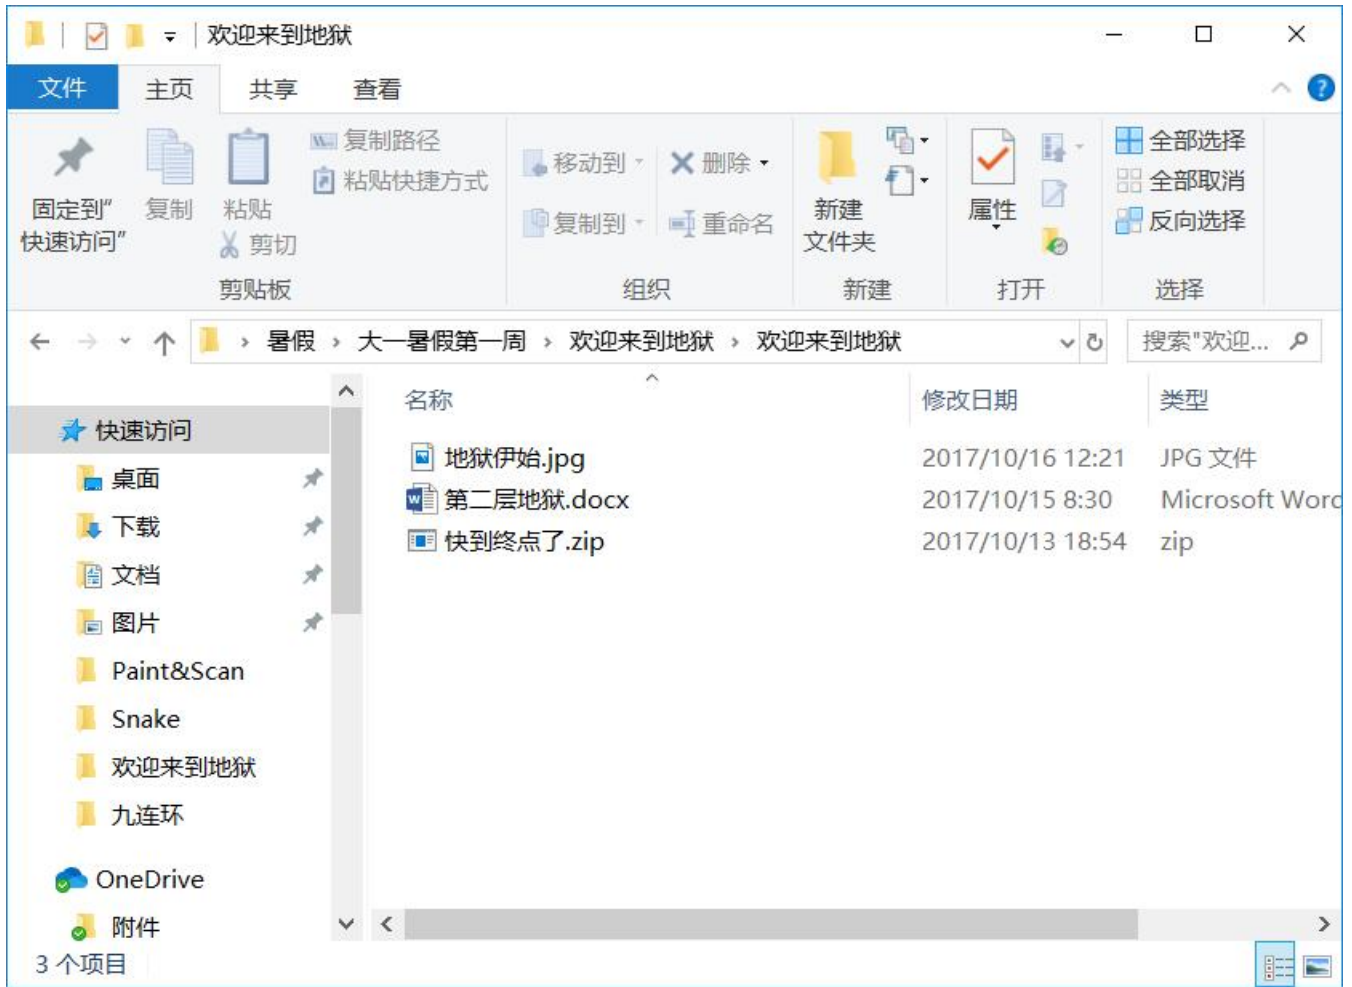 欢迎来到地狱
文件 主页 共享 查看
固定到"快速访问"
复制
粘贴
剪切
复制路径
粘贴快捷方式
剪贴板
移动到 删除
复制到 重命名
组织
新建文件夹
新建
属性
打开
全部选择
全部取消
反向选择
选择
暑假 › 大一暑假第一周 › 欢迎来到地狱 › 欢迎来到地狱
搜索"欢迎...
快速访问
桌面
下载
文档
图片
Paint&Scan
Snake
欢迎来到地狱
九连环
OneDrive
附件
名称 修改日期 类型
地狱伊始.jpg 2017/10/16 12:21 JPG 文件
第二层地狱.docx 2017/10/15 8:30 Microsoft Word
快到终点了.zip 2017/10/13 18:54 zip
3 个项目